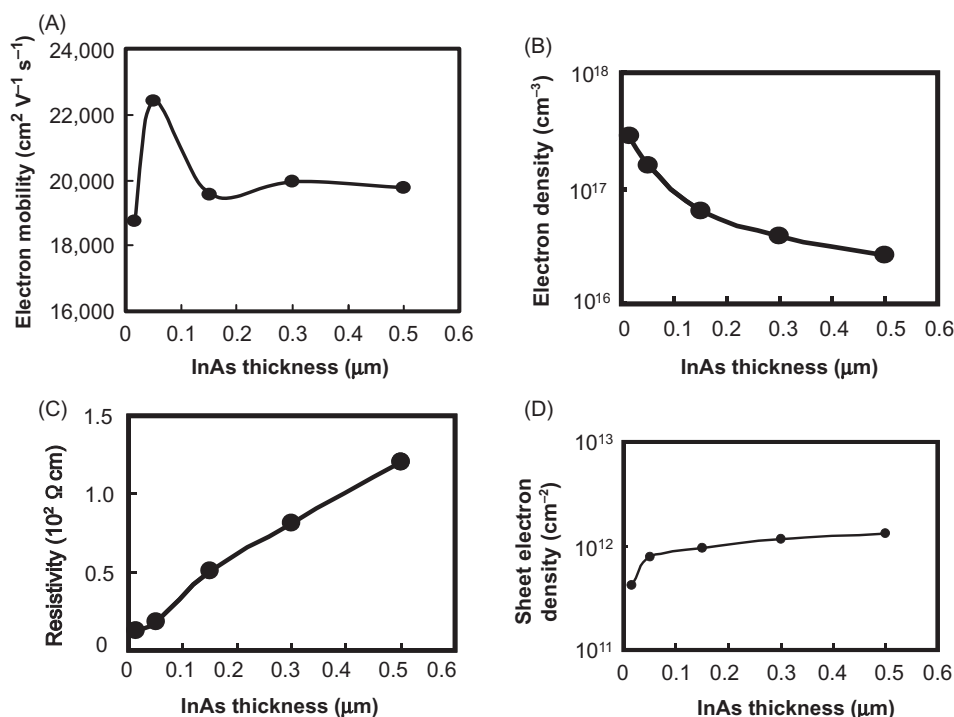 (A)
24,000
22,000
20,000
18,000
16,000
Electron mobility (cm² V⁻¹ s⁻¹)
0 0.1 0.2 0.3 0.4 0.5 0.6
InAs thickness (μm)
(B)
10¹⁸
10¹⁷
10¹⁶
Electron density (cm⁻³)
0 0.1 0.2 0.3 0.4 0.5 0.6
InAs thickness (μm)
(C)
1.5
1.0
0.5
0
Resistivity (10² Ω cm)
0 0.1 0.2 0.3 0.4 0.5 0.6
InAs thickness (μm)
(D)
10¹³
10¹²
10¹¹
Sheet electron
density (cm⁻²)
0 0.1 0.2 0.3 0.4 0.5 0.6
InAs thickness (μm)